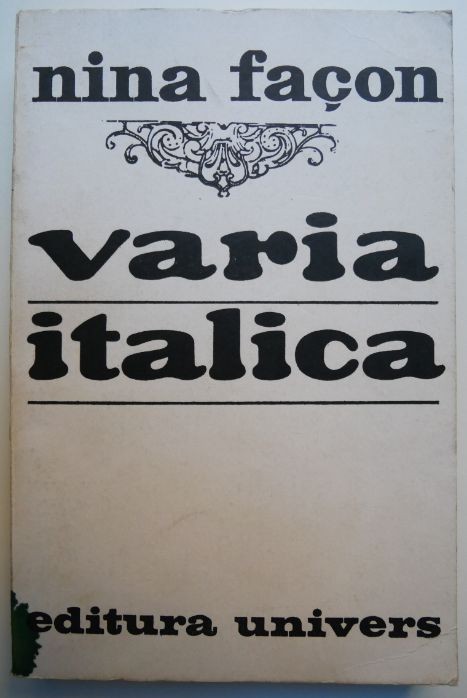 nina façon
varia
italica
editura univers